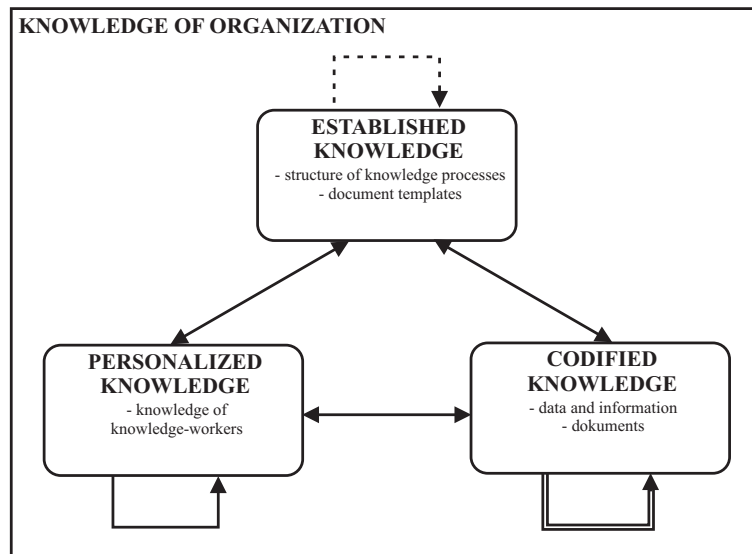 KNOWLEDGE OF ORGANIZATION
ESTABLISHED
KNOWLEDGE
- structure of knowledge processes
- document templates
PERSONALIZED
KNOWLEDGE
- knowledge of
knowledge-workers
CODIFIED
KNOWLEDGE
- data and information
- dokuments